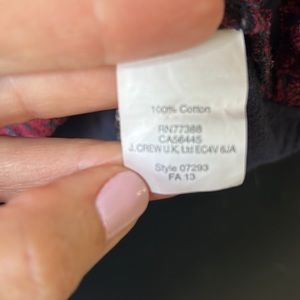 100% Cotton
RN77388
CA56445
J. CREW U.K, Ltd EC4V 6JA
Style 07293
FA 13